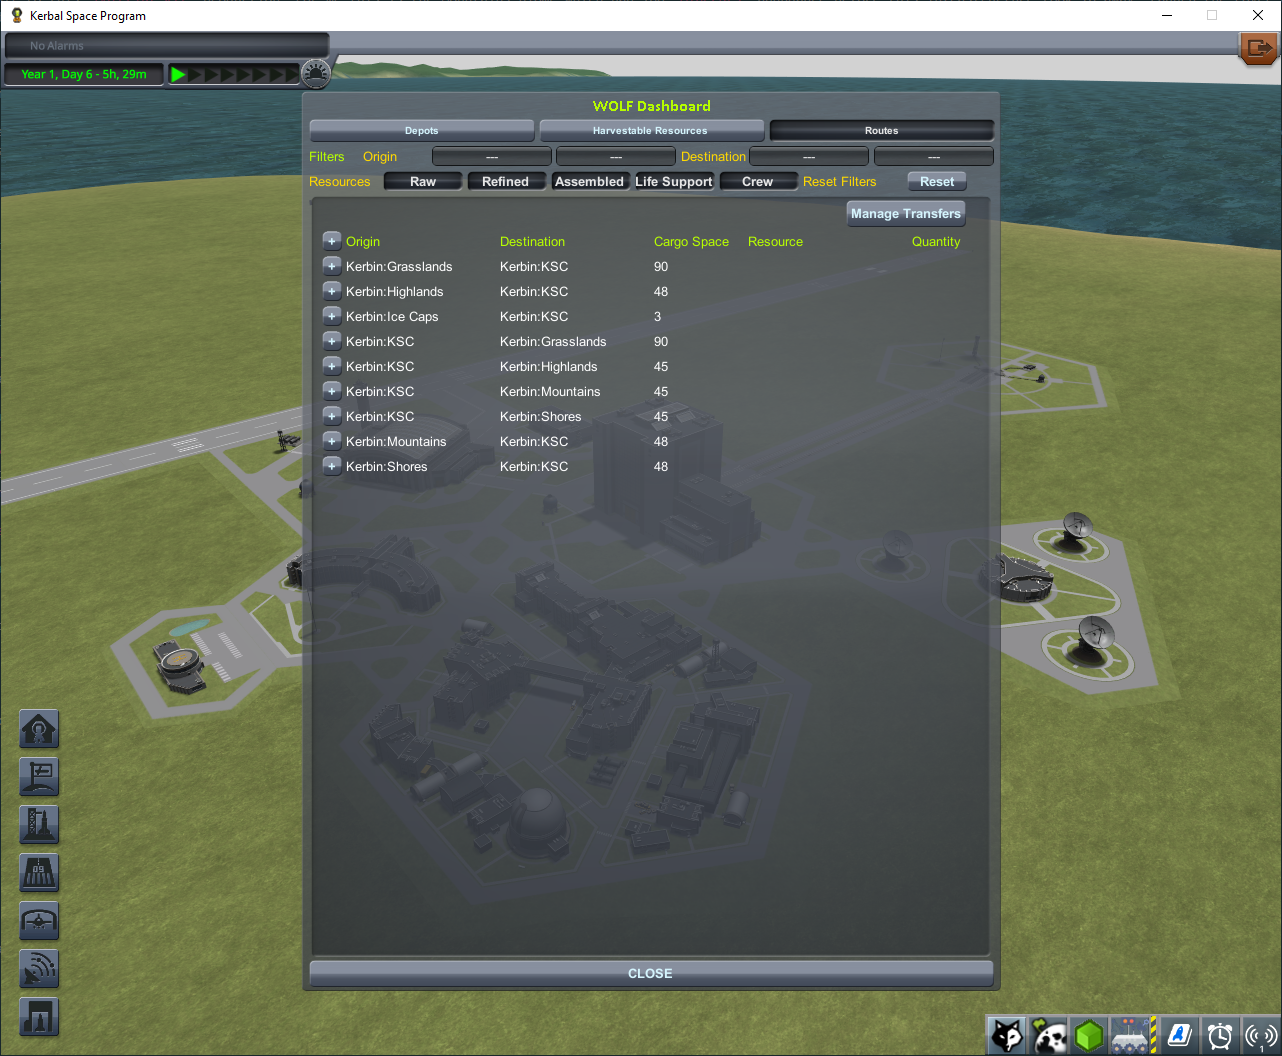 Kerbal Space Program
No Alarms
Year 1, Day 6 - 5h, 29m
WOLF Dashboard
Depots Harvestable Resources Routes
Filters Origin --- --- Destination --- ---
Resources Raw Refined Assembled Life Support Crew Reset Filters Reset
Manage Transfers
+ Origin Destination Cargo Space Resource Quantity
+ Kerbin:Grasslands Kerbin:KSC 90
+ Kerbin:Highlands Kerbin:KSC 48
+ Kerbin:Ice Caps Kerbin:KSC 3
+ Kerbin:KSC Kerbin:Grasslands 90
+ Kerbin:KSC Kerbin:Highlands 45
+ Kerbin:KSC Kerbin:Mountains 45
+ Kerbin:KSC Kerbin:Shores 45
+ Kerbin:Mountains Kerbin:KSC 48
+ Kerbin:Shores Kerbin:KSC 48
09
CLOSE
1